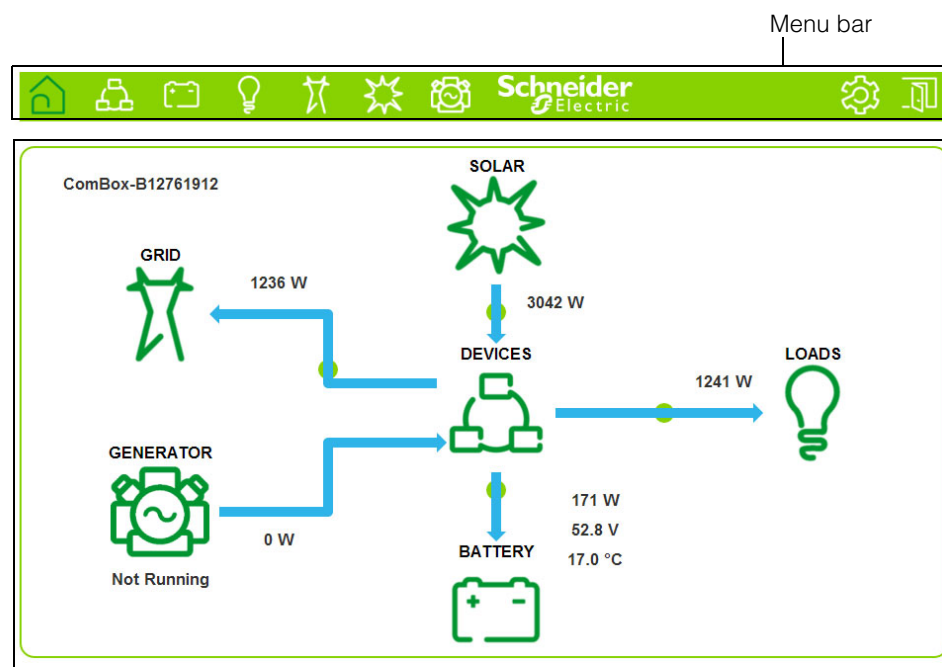 Menu bar
Schneider
Electric
SOLAR
ComBox-B12761912
GRID
1236 W
3042 W
DEVICES
LOADS
1241 W
GENERATOR
171 W
0 W
52.8 V
BATTERY
17.0 °C
Not Running
+ -